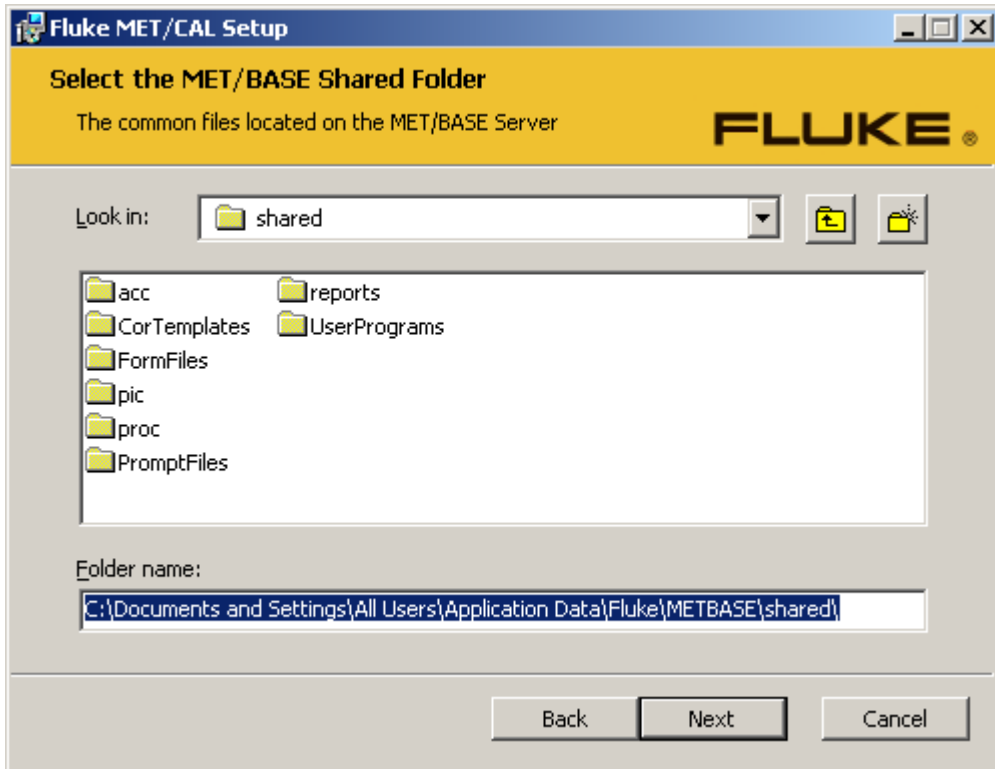 Fluke MET/CAL Setup
Select the MET/BASE Shared Folder
The common files located on the MET/BASE Server
FLUKE ®
Look in:
shared
acc
reports
CorTemplates
UserPrograms
FormFiles
pic
proc
PromptFiles
Folder name:
C:\Documents and Settings\All Users\Application Data\Fluke\METBASE\shared\
Back
Next
Cancel